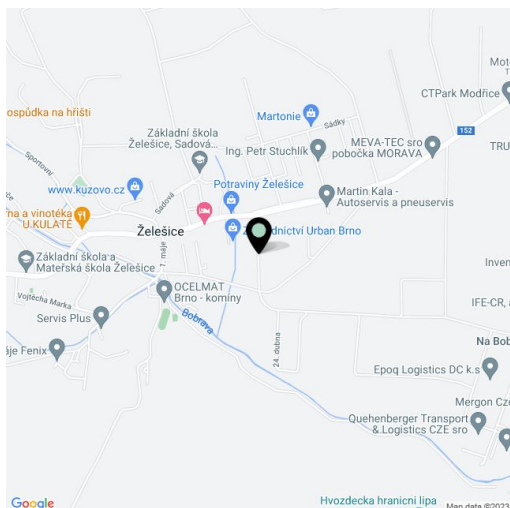 Mot
CTPark Modřice
ospůdka na hřišti
Martonie
Sádky
152
Základní škola
Želešice, Sadová...
Ing. Petr Stuchlík
MEVA-TEC sro
pobočka MORAVA
TRU
Sportovní
www.kuzovo.cz
Sadová
Potraviny Želešice
Martin Kala -
Autoservis a pneuservis
na a vinotéka
U.KULATÉ
Želešice
Urban Brno
Základní škola a
Mateřská škola Želešice
1. máje
Inven
Vojtěcha Marka
OCELMAT
Brno - komíny
IFE-CR, a
Servis Plus
Bobrava
24. dubna
Na Bob
áje Fenix
Epoq Logistics DC k.s
Mergon Cze
Quehenberger Transport
& Logistics CZE sro
Hvozdecka hranicni lipa
Google
Map data ©2023